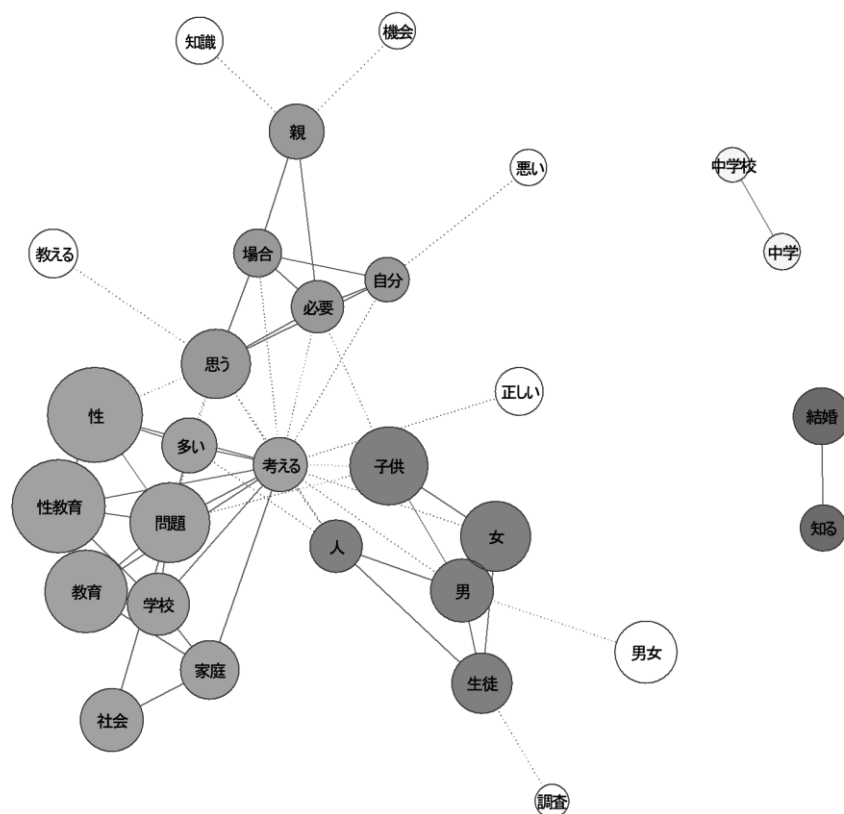 機会
知識
親
中学校
悪い
場合
中学
教える
自分
必要
思う
正しい
性
結婚
多い
考える
子供
性教育
問題
知る
女
人
教育
男
学校
男女
家庭
生徒
社会
調査